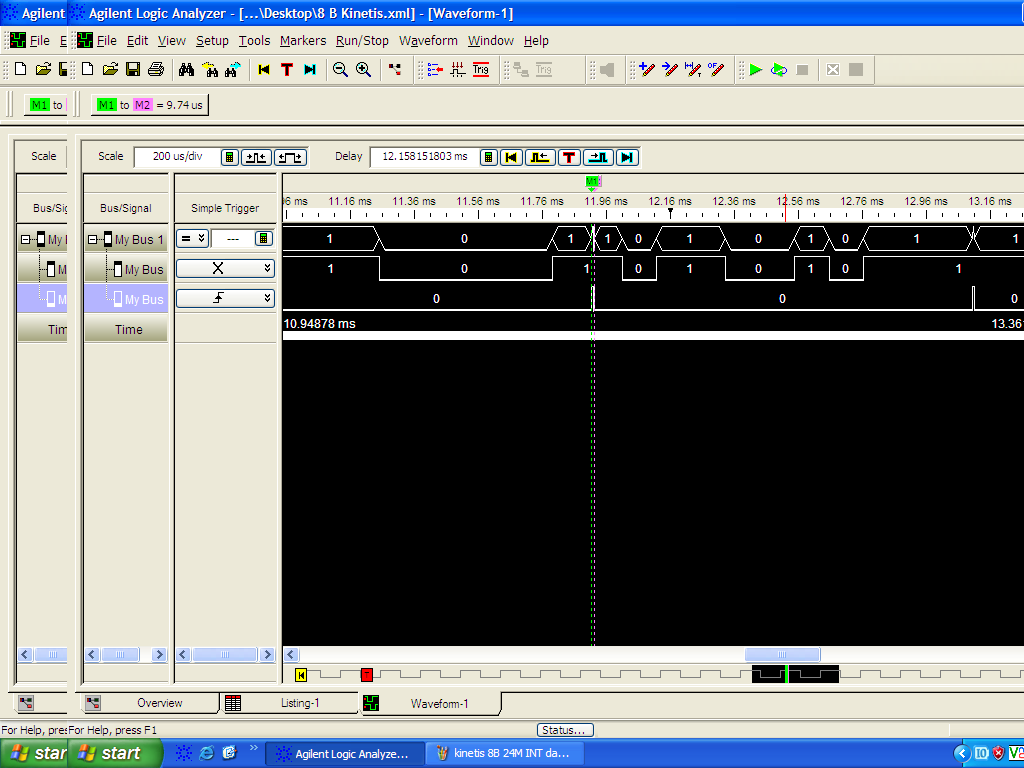 Agilent Agilent Logic Analyzer - [...\Desktop\8 B Kinetis.xml] - [Waveform-1]
File E File Edit View Setup Tools Markers Run/Stop Waveform Window Help
T Trig Trig
M1 to M1 to M2 = 9.74 us
Scale Scale 200 us/div Delay 12.158151803 ms T
M1
96 ms 11.16 ms 11.36 ms 11.56 ms 11.76 ms 11.96 ms 12.16 ms 12.36 ms 12.56 ms 12.76 ms 12.96 ms 13.16 ms
Bus/Sig Bus/Signal Simple Trigger
My My Bus 1 = --- 1 0 1 1 0 1 0 1 0 1 1
M My Bus X 1 0 1 0 1 0 1 0 1
M My Bus 0 0 0
Tim Time 10.94878 ms 13.361
T
Overview Listing-1 Waveform-1
For Help, pres For Help, press F1 Status...
star start Agilent Logic Analyze... kinetis 8B 24M INT da...